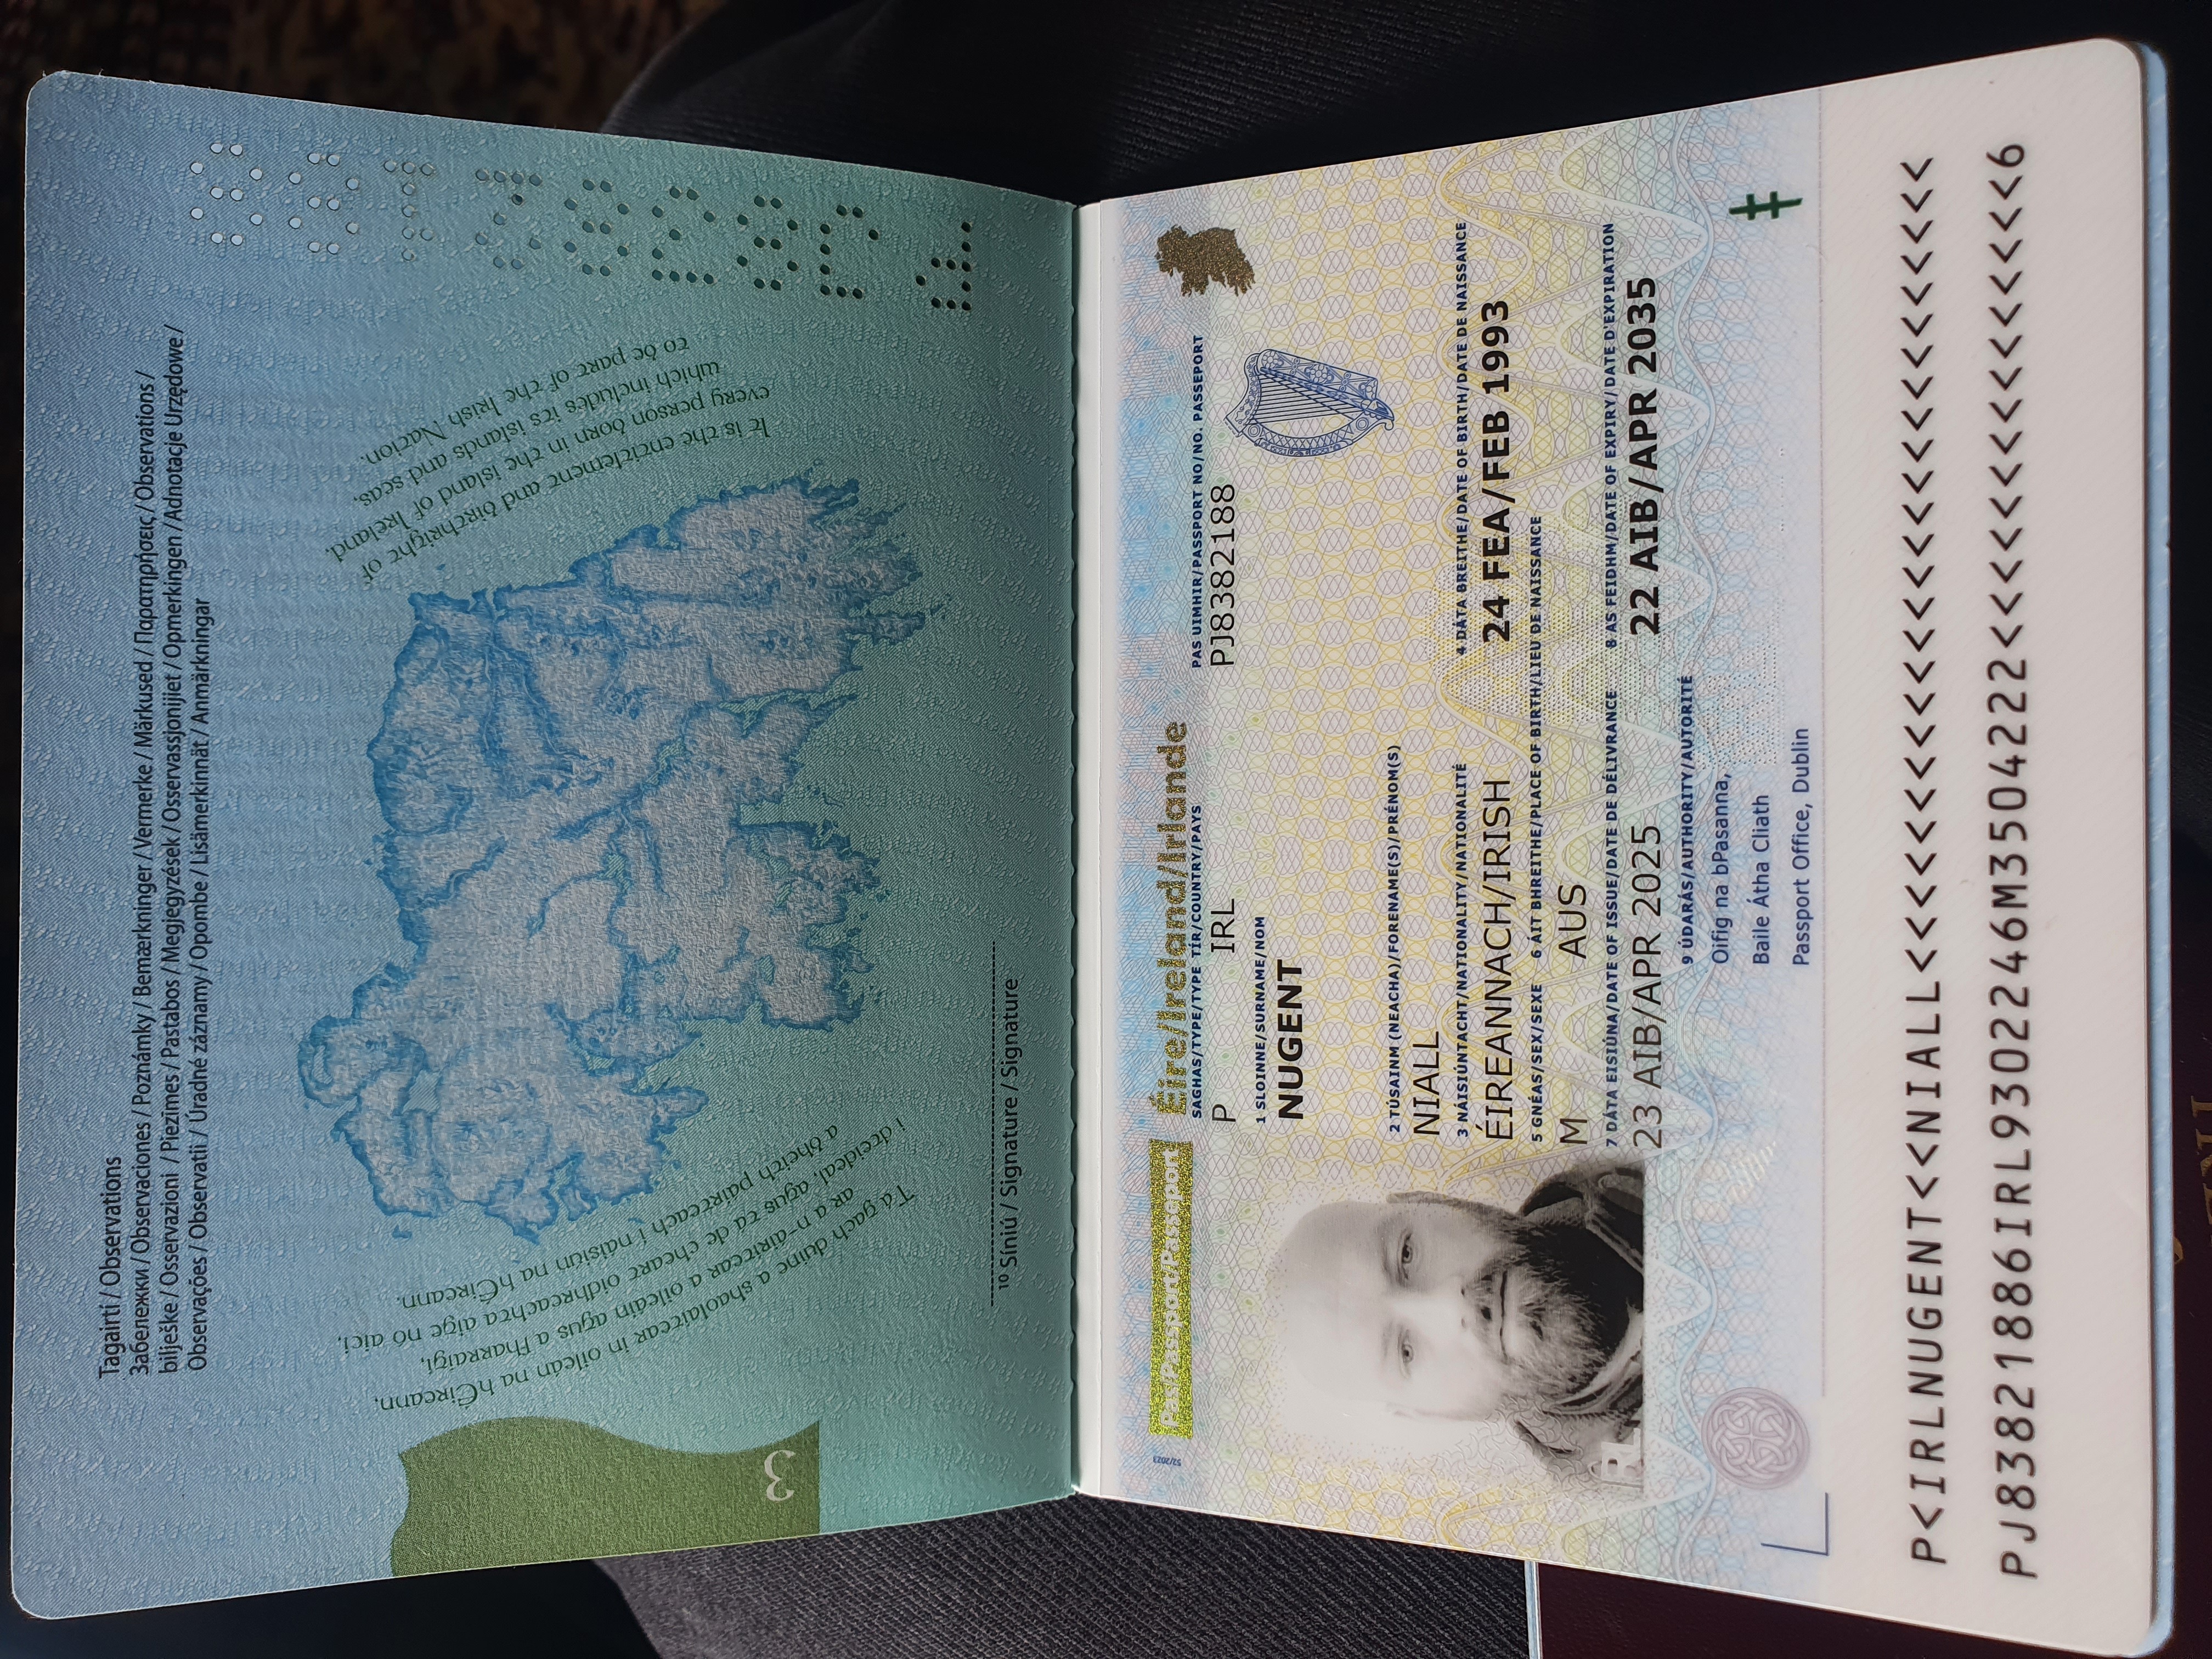 Tagairtí / Observations
Забележки / Observaciones / Poznámky / Bemærkninger / Vermerke / Märkused / Παρατηρήσεις / Observations /
bilješke / Osservazioni / Piezīmes / Pastabos / Megjegyzések / Osservassjonijiet / Opmerkingen / Adnotacje Urzędowe /
Observações / Observatii / Úradné záznamy / Opombe / Lisämerkinnät / Anmärkningar
It is the entitlement and birthright of
every person born in the island of Ireland,
which includes its islands and seas,
to be part of the Irish Nation.
Tá gach duine a shaolaítear in oileán na hÉireann,
ar a n-áirítear a oileáin agus a fharraigí,
i dteideal, agus tá de cheart oidhreachta aige nó aici,
a bheith páirteach i náisiún na hÉireann.
3
PJ8382188
10 Síniú / Signature / Signature
Pas/Passport/Passeport Éire/Ireland/Irlande
52/2023
SAGHAS/TYPE/TYPE TÍR/COUNTRY/PAYS PAS UIMHIR/PASSPORT NO/NO. PASSEPORT
P IRL PJ8382188
1 SLOINNE/SURNAME/NOM
NUGENT
2 TÚSAINM (NEACHA)/FORENAME(S)/PRÉNOM(S)
NIALL
3 NÁISIÚNTACHT/NATIONALITY/NATIONALITÉ 4 DÁTA BREITHE/DATE OF BIRTH/DATE DE NAISSANCE
ÉIREANNACH/IRISH 24 FEA/FEB 1993
5 GNÉAS/SEX/SEXE 6 ÁIT BHREITHE/PLACE OF BIRTH/LIEU DE NAISSANCE
M AUS
7 DÁTA EISIÚNA/DATE OF ISSUE/DATE DE DÉLIVRANCE 8 AS FEIDHM/DATE OF EXPIRY/DATE D'EXPIRATION
23 AIB/APR 2025 22 AIB/APR 2035
9 ÚDARÁS/AUTHORITY/AUTORITÉ
Oifig na bPasanna,
Baile Átha Cliath
Passport Office, Dublin
P<IRLNUGENT<<NIALL<<<<<<<<<<<<<<<<<<<<<<<<<<
PJ83821886IRL9302246M3504222<<<<<<<<<<<<<<<6